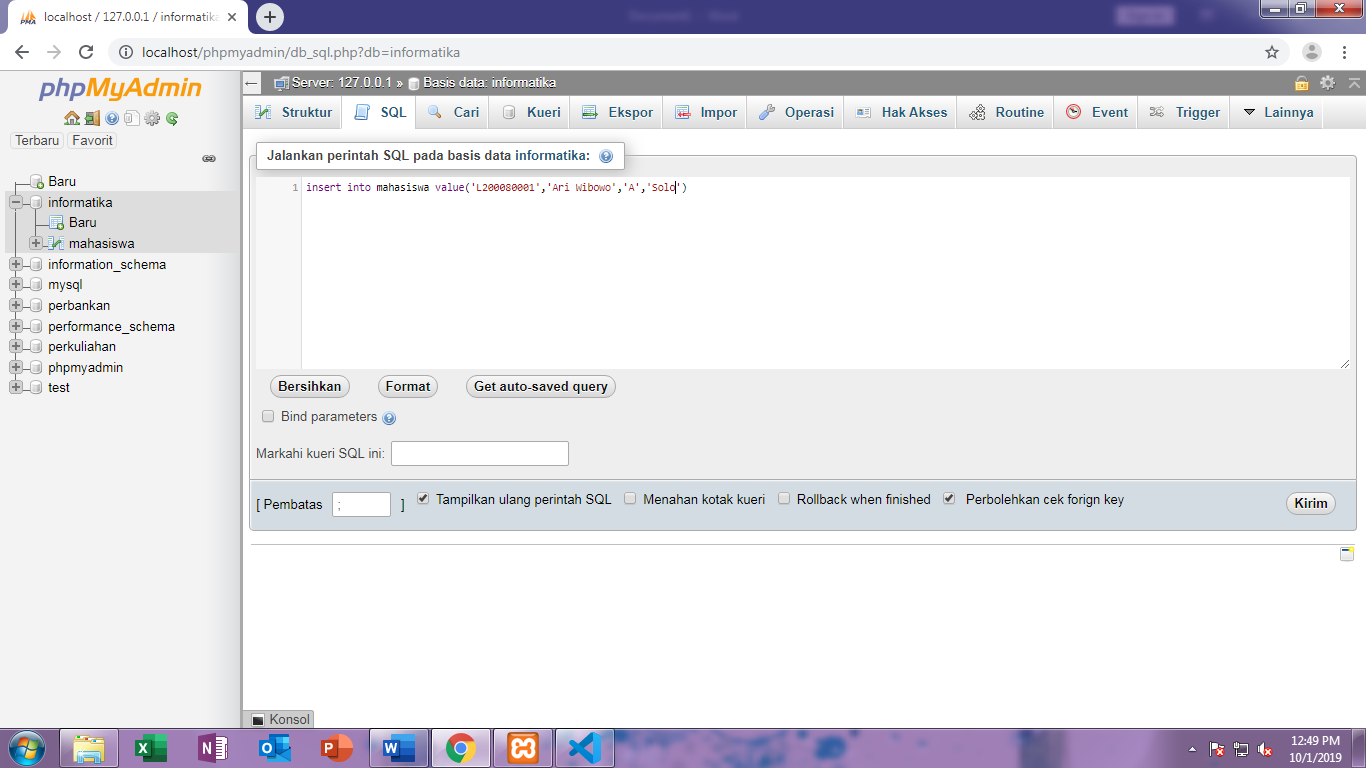 localhost / 127.0.0.1 / informatika
localhost/phpmyadmin/db_sql.php?db=informatika
phpMyAdmin
Terbaru Favorit
Baru
informatika
Baru
mahasiswa
information_schema
mysql
perbankan
performance_schema
perkuliahan
phpmyadmin
test
Server: 127.0.0.1 » Basis data: informatika
Struktur SQL Cari Kueri Ekspor Impor Operasi Hak Akses Routine Event Trigger Lainnya
Jalankan perintah SQL pada basis data informatika:
1 insert into mahasiswa value('L200080001','Ari Wibowo','A','Solo')
Bersihkan Format Get auto-saved query
Bind parameters
Markahi kueri SQL ini:
[ Pembatas ; ] Tampilkan ulang perintah SQL Menahan kotak kueri Rollback when finished Perbolehkan cek forign key Kirim
Konsol
12:49 PM
10/1/2019